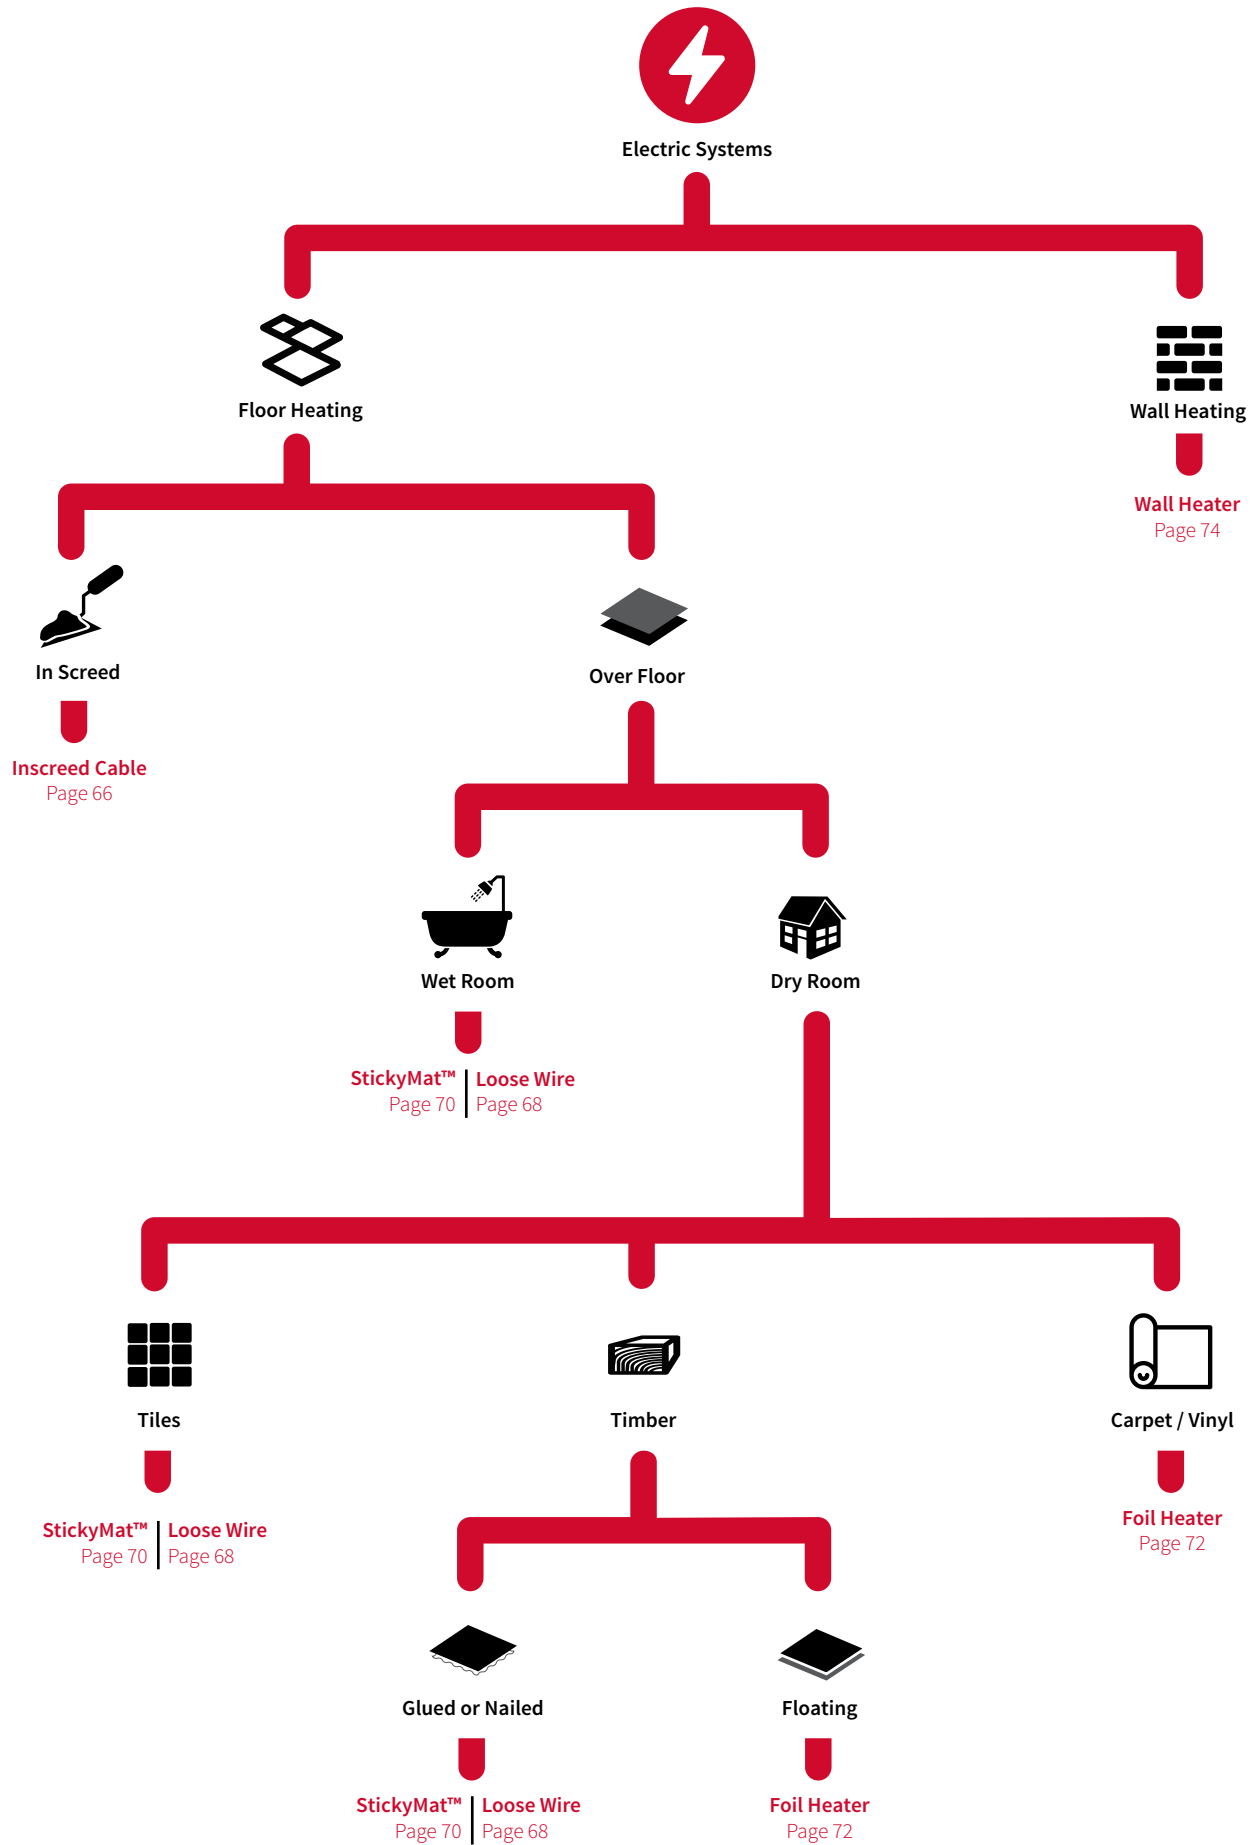 Electric Systems
Floor Heating
Wall Heating
Wall Heater
Page 74
In Screed
Over Floor
Inscreed Cable
Page 66
Wet Room
Dry Room
StickyMat™
Page 70
Loose Wire
Page 68
Tiles
Timber
Carpet / Vinyl
StickyMat™
Page 70
Loose Wire
Page 68
Foil Heater
Page 72
Glued or Nailed
Floating
StickyMat™
Page 70
Loose Wire
Page 68
Foil Heater
Page 72